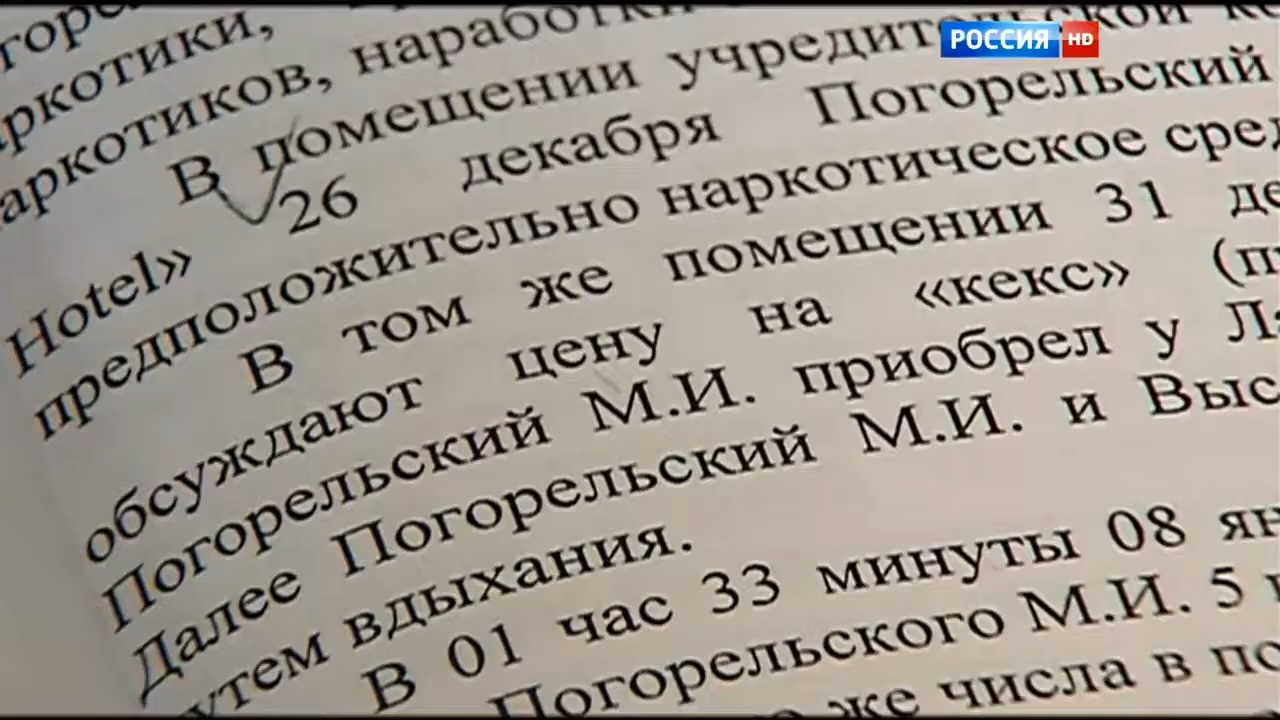 РОССИЯ HD
наркотики,
наркотиков, наработки
В помещении учредительской
Hotel» 26 декабря Погорельский
предположительно наркотическое сред
В том же помещении 31 де
обсуждают цену на «кекс» (п
Погорельский М.И. приобрел у Ла
Далее Погорельский М.И. и Выс
путем вдыхания.
В 01 час 33 минуты 08 ян
Погорельского М.И. 5
же числа в по